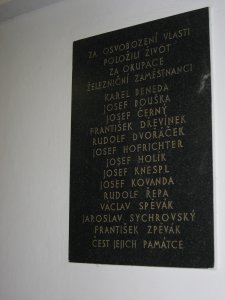 ZA OSVOBOZENÍ VLASTI
POLOŽILI ŽIVOT
ZA OKUPACE
ŽELEZNIČNÍ ZAMĚSTNANCI
KAREL BENEDA
JOSEF BOUŠKA
JOSEF ČERNÝ
FRANTIŠEK DŘEVÍNEK
RUDOLF DVOŘÁČEK
JOSEF HOFRICHTER
JOSEF HOLÍK
JOSEF KNESPL
JOSEF KOVANDA
RUDOLF ŘEPA
VÁCLAV SPĚVÁK
JAROSLAV SYCHROVSKÝ
FRANTIŠEK ZPĚVÁK
ČEST JEJICH PAMÁTCE